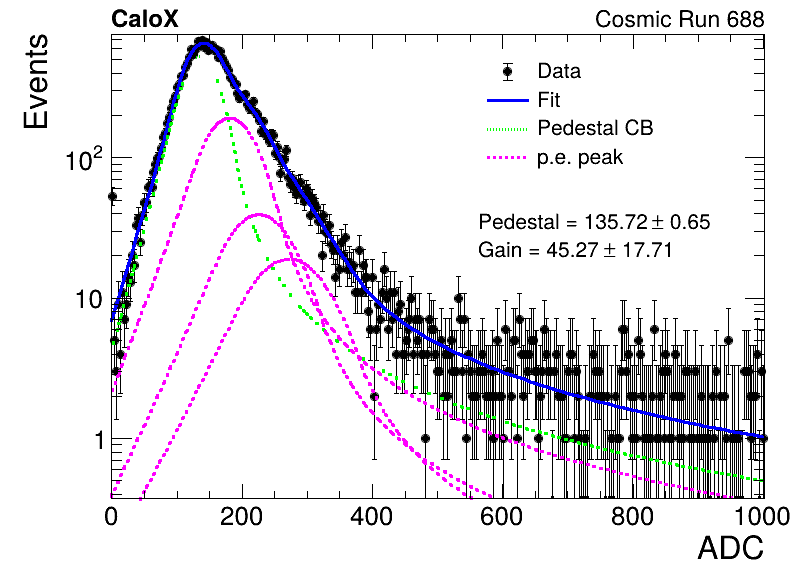 CaloX
Cosmic Run 688
Events
Data
Fit
Pedestal CB
p.e. peak
Pedestal = 135.72 ± 0.65
Gain = 45.27 ± 17.71
10²
10
1
0 200 400 600 800 1000
ADC